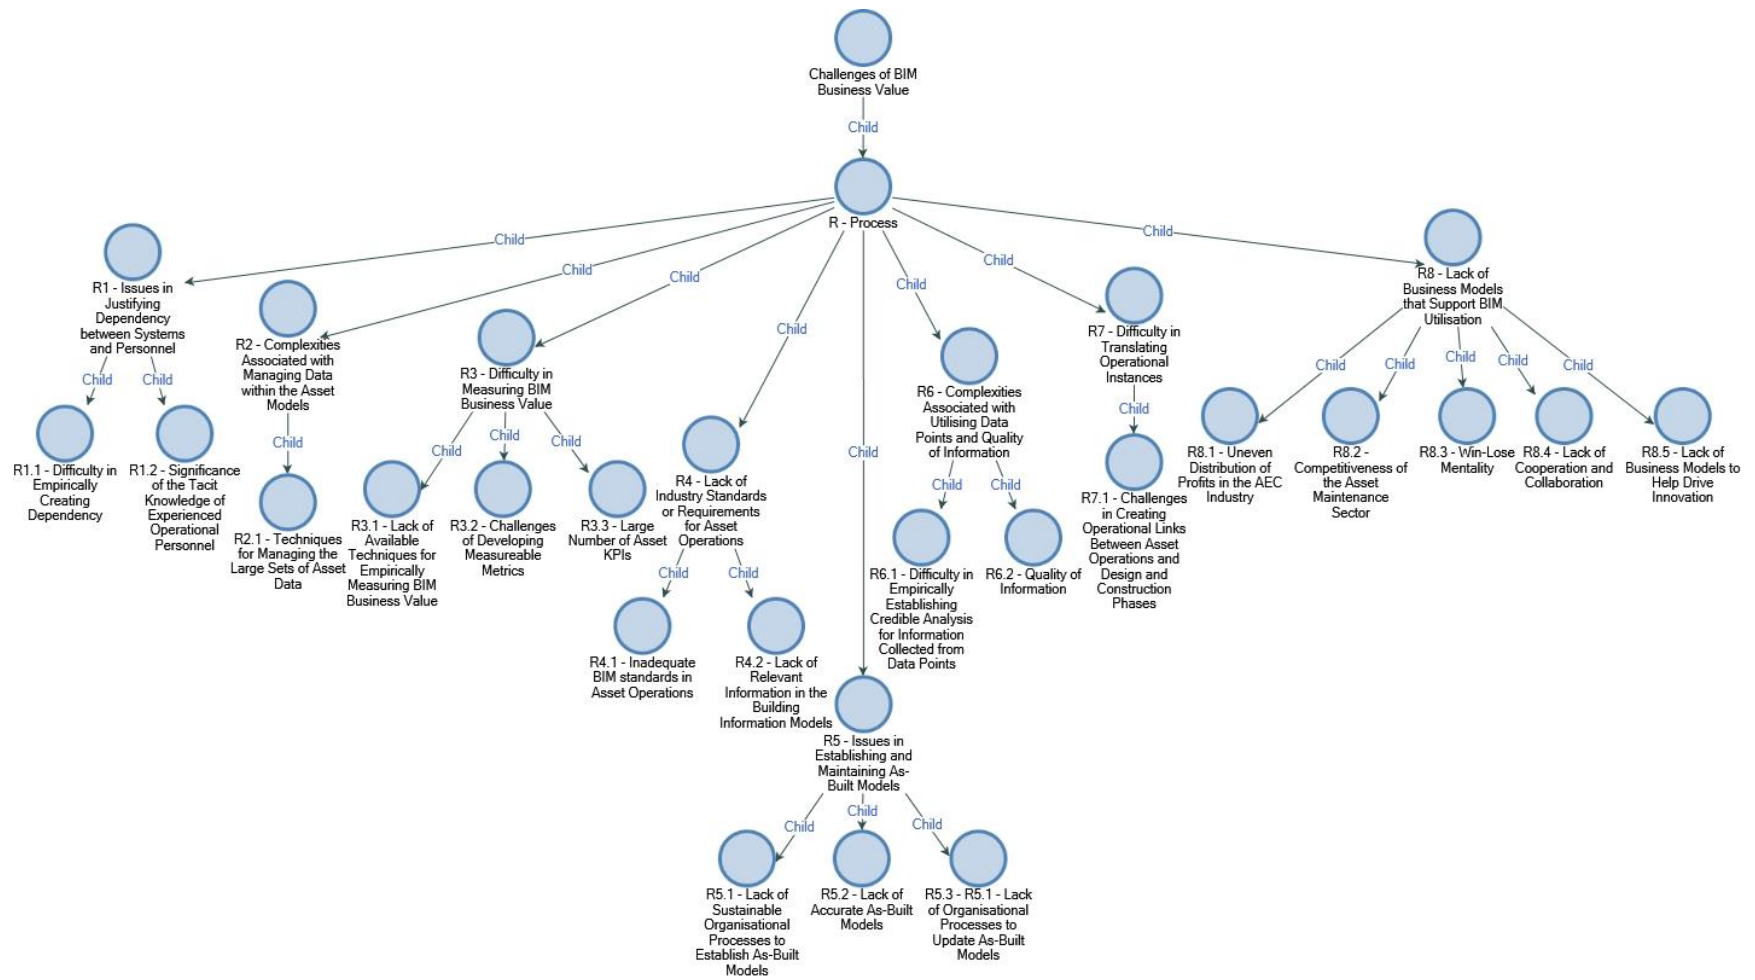 Challenges of BIM
Business Value
Child
R - Process
Child
Child
Child
Child
Child
Child
Child
Child
R1 - Issues in
Justifying
Dependency
between Systems
and Personnel
Child
Child
R1.1 - Difficulty in
Empirically
Creating
Dependency
R1.2 - Significance
of the Tacit
Knowledge of
Experienced
Operational
Personnel
R2 - Complexities
Associated with
Managing Data
within the Asset
Models
Child
R2.1 - Techniques
for Managing the
Large Sets of Asset
Data
R3 - Difficulty in
Measuring BIM
Business Value
Child
Child
Child
R3.1 - Lack of
Available
Techniques for
Empirically
Measuring BIM
Business Value
R3.2 - Challenges
of Developing
Measureable
Metrics
R3.3 - Large
Number of Asset
KPIs
R4 - Lack of
Industry Standards
or Requirements
for Asset
Operations
Child
Child
R4.1 - Inadequate
BIM standards in
Asset Operations
R4.2 - Lack of
Relevant
Information in the
Building
Information Models
R5 - Issues in
Establishing and
Maintaining As-
Built Models
Child
Child
Child
R5.1 - Lack of
Sustainable
Organisational
Processes to
Establish As-Built
Models
R5.2 - Lack of
Accurate As-Built
Models
R5.3 - R5.1 - Lack
of Organisational
Processes to
Update As-Built
Models
R6 - Complexities
Associated with
Utilising Data
Points and Quality
of Information
Child
Child
R6.1 - Difficulty in
Empirically
Establishing
Credible Analysis
for Information
Collected from
Data Points
R6.2 - Quality of
Information
R7 - Difficulty in
Translating
Operational
Instances
Child
R7.1 - Challenges
in Creating
Operational Links
Between Asset
Operations and
Design and
Construction
Phases
R8 - Lack of
Business Models
that Support BIM
Utilisation
Child
Child
Child
Child
Child
R8.1 - Uneven
Distribution of
Profits in the AEC
Industry
R8.2 -
Competitiveness of
the Asset
Maintenance
Sector
R8.3 - Win-Lose
Mentality
R8.4 - Lack of
Cooperation and
Collaboration
R8.5 - Lack of
Business Models to
Help Drive
Innovation